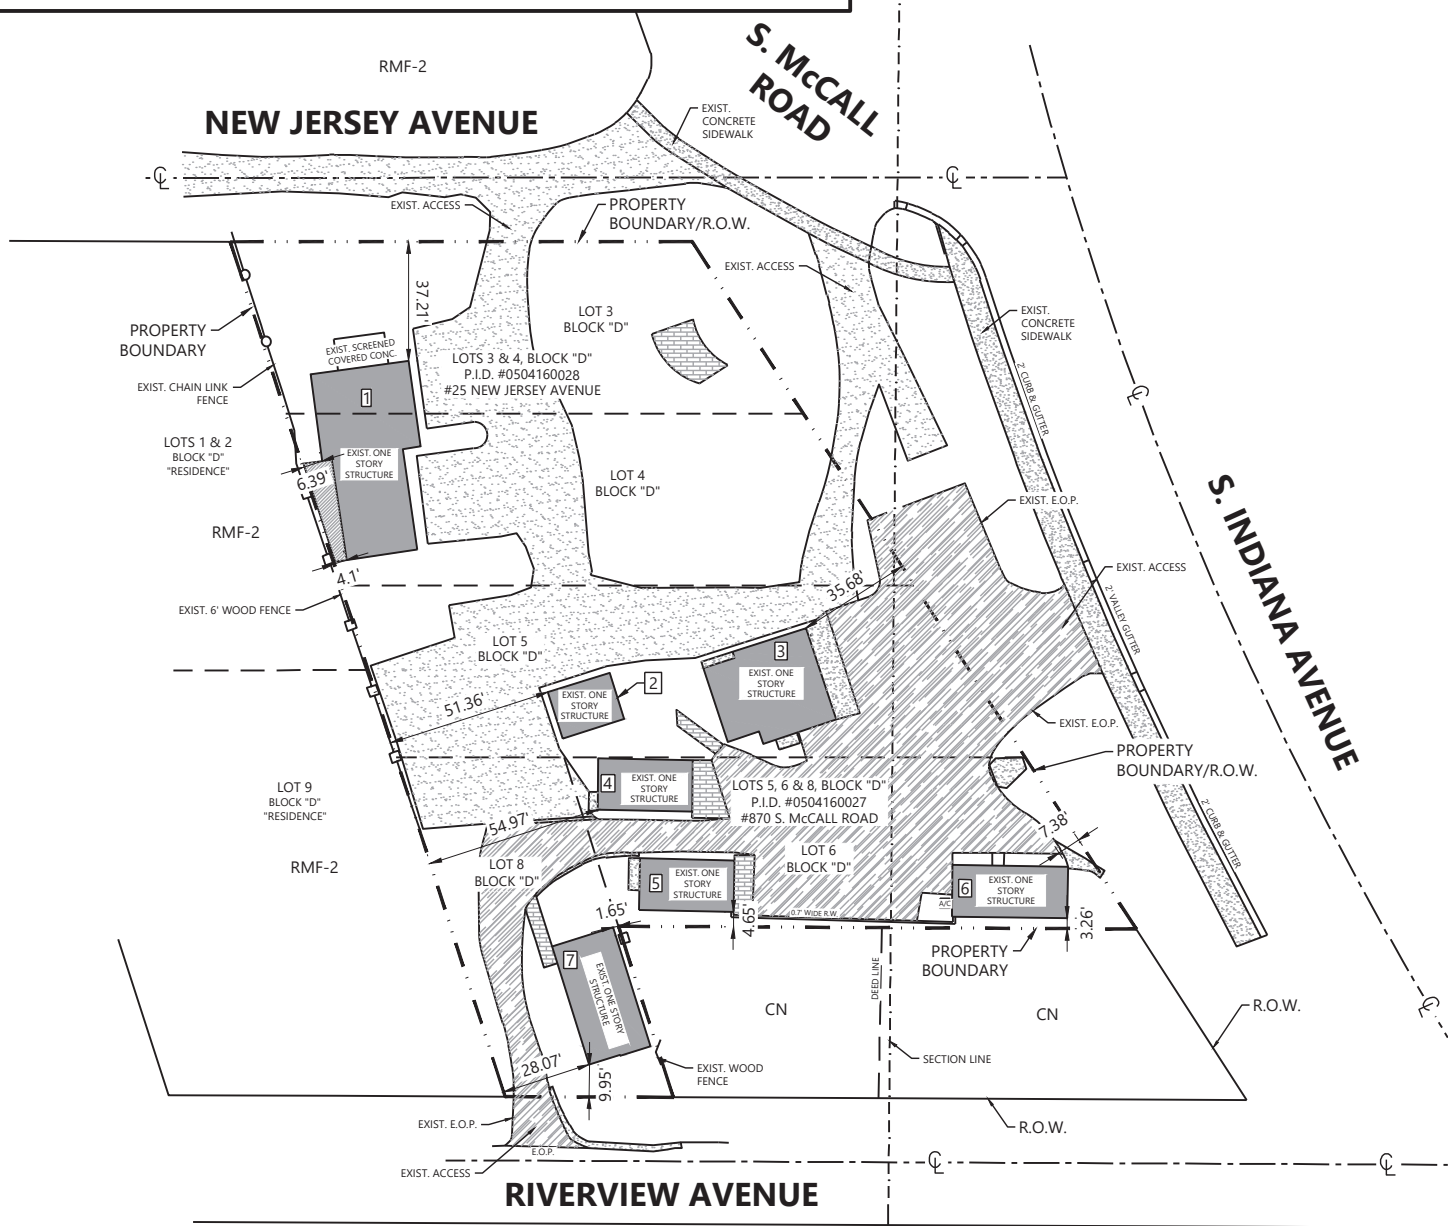 S. McCALL
ROAD
RMF-2
NEW JERSEY AVENUE
EXIST.
CONCRETE
SIDEWALK
℄
℄
EXIST. ACCESS
PROPERTY
BOUNDARY/R.O.W.
EXIST. ACCESS
37.21'
PROPERTY
BOUNDARY
LOT 3
BLOCK "D"
EXIST.
CONCRETE
SIDEWALK
EXIST. SCREENED
COVERED CONC.
LOTS 3 & 4, BLOCK "D"
P.I.D. #0504160028
#25 NEW JERSEY AVENUE
EXIST. CHAIN LINK
FENCE
1
2' CURB & GUTTER
℄
LOTS 1 & 2
BLOCK "D"
"RESIDENCE"
EXIST. ONE
STORY
STRUCTURE
6.39'
LOT 4
BLOCK "D"
S. INDIANA AVENUE
EXIST. E.O.P.
RMF-2
4.1'
EXIST. ACCESS
35.68'
EXIST. 6' WOOD FENCE
2' VALLEY GUTTER
LOT 5
BLOCK "D"
3
EXIST. ONE
STORY
STRUCTURE
2
EXIST. ONE
STORY
STRUCTURE
51.36'
EXIST. E.O.P.
PROPERTY
BOUNDARY/R.O.W.
4
EXIST. ONE
STORY
STRUCTURE
LOTS 5, 6 & 8, BLOCK "D"
P.I.D. #0504160027
#870 S. McCALL ROAD
LOT 9
BLOCK "D"
"RESIDENCE"
54.97'
7.38'
2' CURB & GUTTER
RMF-2
LOT 8
BLOCK "D"
LOT 6
BLOCK "D"
5
EXIST. ONE
STORY
STRUCTURE
6
EXIST. ONE
STORY
STRUCTURE
A/C
1.65'
4.65'
0.7' WIDE R.W.
3.26'
PROPERTY
BOUNDARY
7
EXIST. ONE STORY
STRUCTURE
DEED LINE
CN
CN
R.O.W.
℄
SECTION LINE
28.07'
9.95'
EXIST. WOOD
FENCE
EXIST. E.O.P.
R.O.W.
E.O.P.
EXIST. ACCESS
℄
℄
RIVERVIEW AVENUE